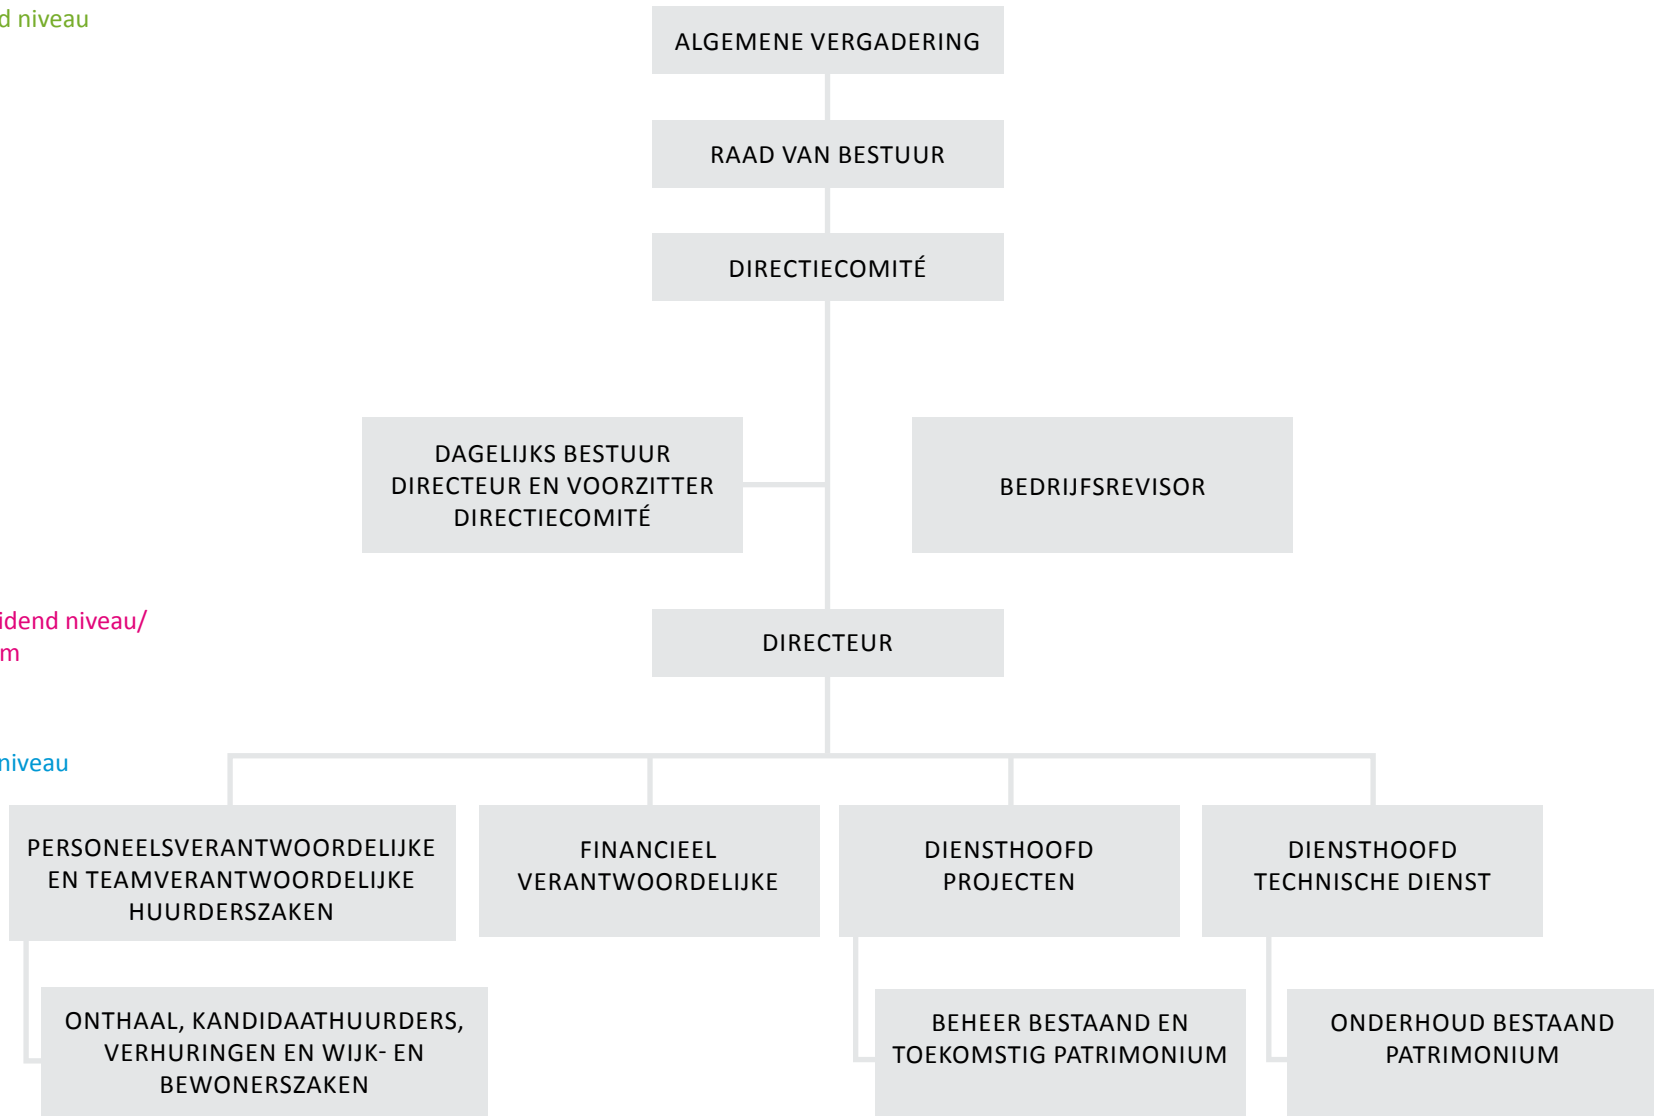 d niveau
ALGEMENE VERGADERING
RAAD VAN BESTUUR
DIRECTIECOMITÉ
DAGELIJKS BESTUUR
DIRECTEUR EN VOORZITTER
DIRECTIECOMITÉ
BEDRIJFSREVISOR
idend niveau/
m
DIRECTEUR
niveau
PERSONEELSVERANTWOORDELIJKE
EN TEAMVERANTWOORDELIJKE
HUURDERSZAKEN
FINANCIEEL
VERANTWOORDELIJKE
DIENSTHOOFD
PROJECTEN
DIENSTHOOFD
TECHNISCHE DIENST
ONTHAAL, KANDIDAATHUURDERS,
VERHURINGEN EN WIJK- EN
BEWONERSZAKEN
BEHEER BESTAAND EN
TOEKOMSTIG PATRIMONIUM
ONDERHOUD BESTAAND
PATRIMONIUM